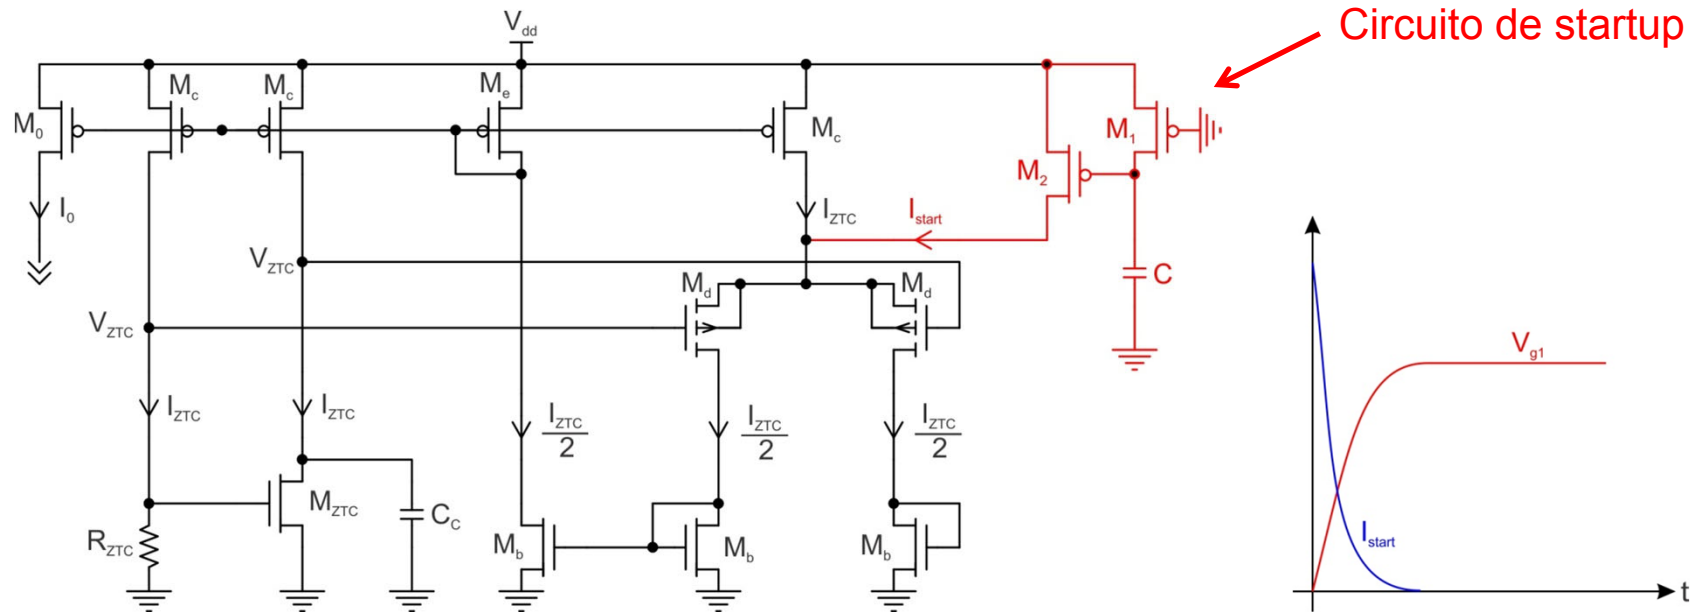 Circuito de startup
Vdd
M0
Mc
Mc
Me
Mc
M1
M2
I0
IZTC
Istart
VZTC
C
Md
Md
VZTC
Vg1
IZTC
IZTC
IZTC
2
IZTC
2
IZTC
2
MZTC
CC
RZTC
Mb
Mb
Mb
Istart
t